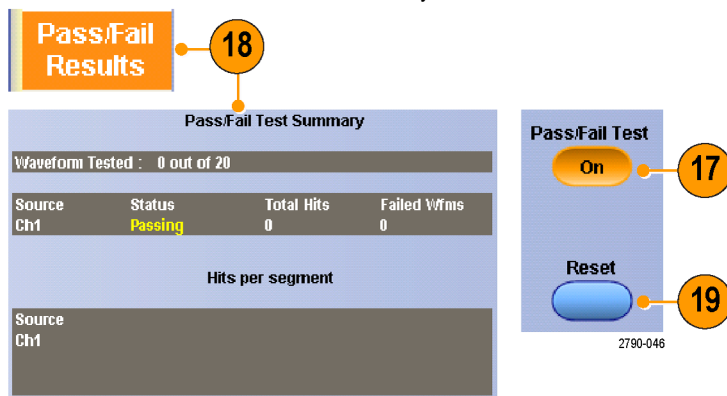 Pass/Fail
Results
18
Pass/Fail Test Summary
Waveform Tested : 0 out of 20
Source Status Total Hits Failed Wfms
Ch1 Passing 0 0
Hits per segment
Source
Ch1
Pass/Fail Test
On
17
Reset
19
2790-046